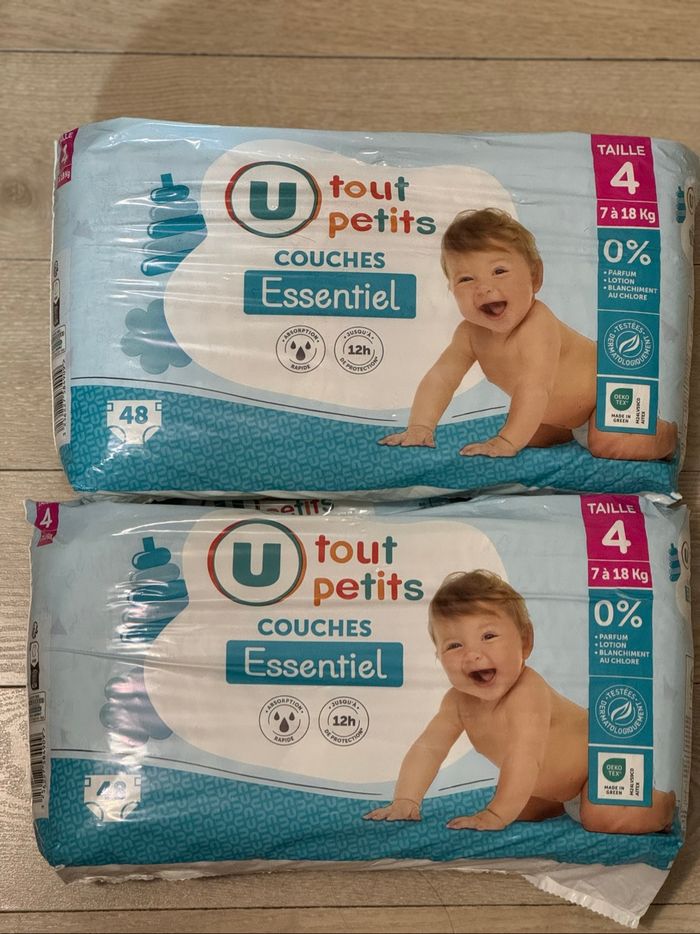 U tout
petits
COUCHES
Essentiel
ABSORPTION
RAPIDE
JUSQU'À
12h
DE PROTECTION*
48
TAILLE
4
7 à 18 Kg
0%
• PARFUM
• LOTION
• BLANCHIMENT
AU CHLORE
TESTÉES
DERMATOLOGIQUEMENT
OEKO
TEX®
MADE IN
GREEN
4
petits
U tout
petits
COUCHES
Essentiel
ABSORPTION
RAPIDE
JUSQU'À
12h
DE PROTECTION*
48
TAILLE
4
7 à 18 Kg
0%
• PARFUM
• LOTION
• BLANCHIMENT
AU CHLORE
TESTÉES
DERMATOLOGIQUEMENT
OEKO
TEX®
MADE IN
GREEN
4